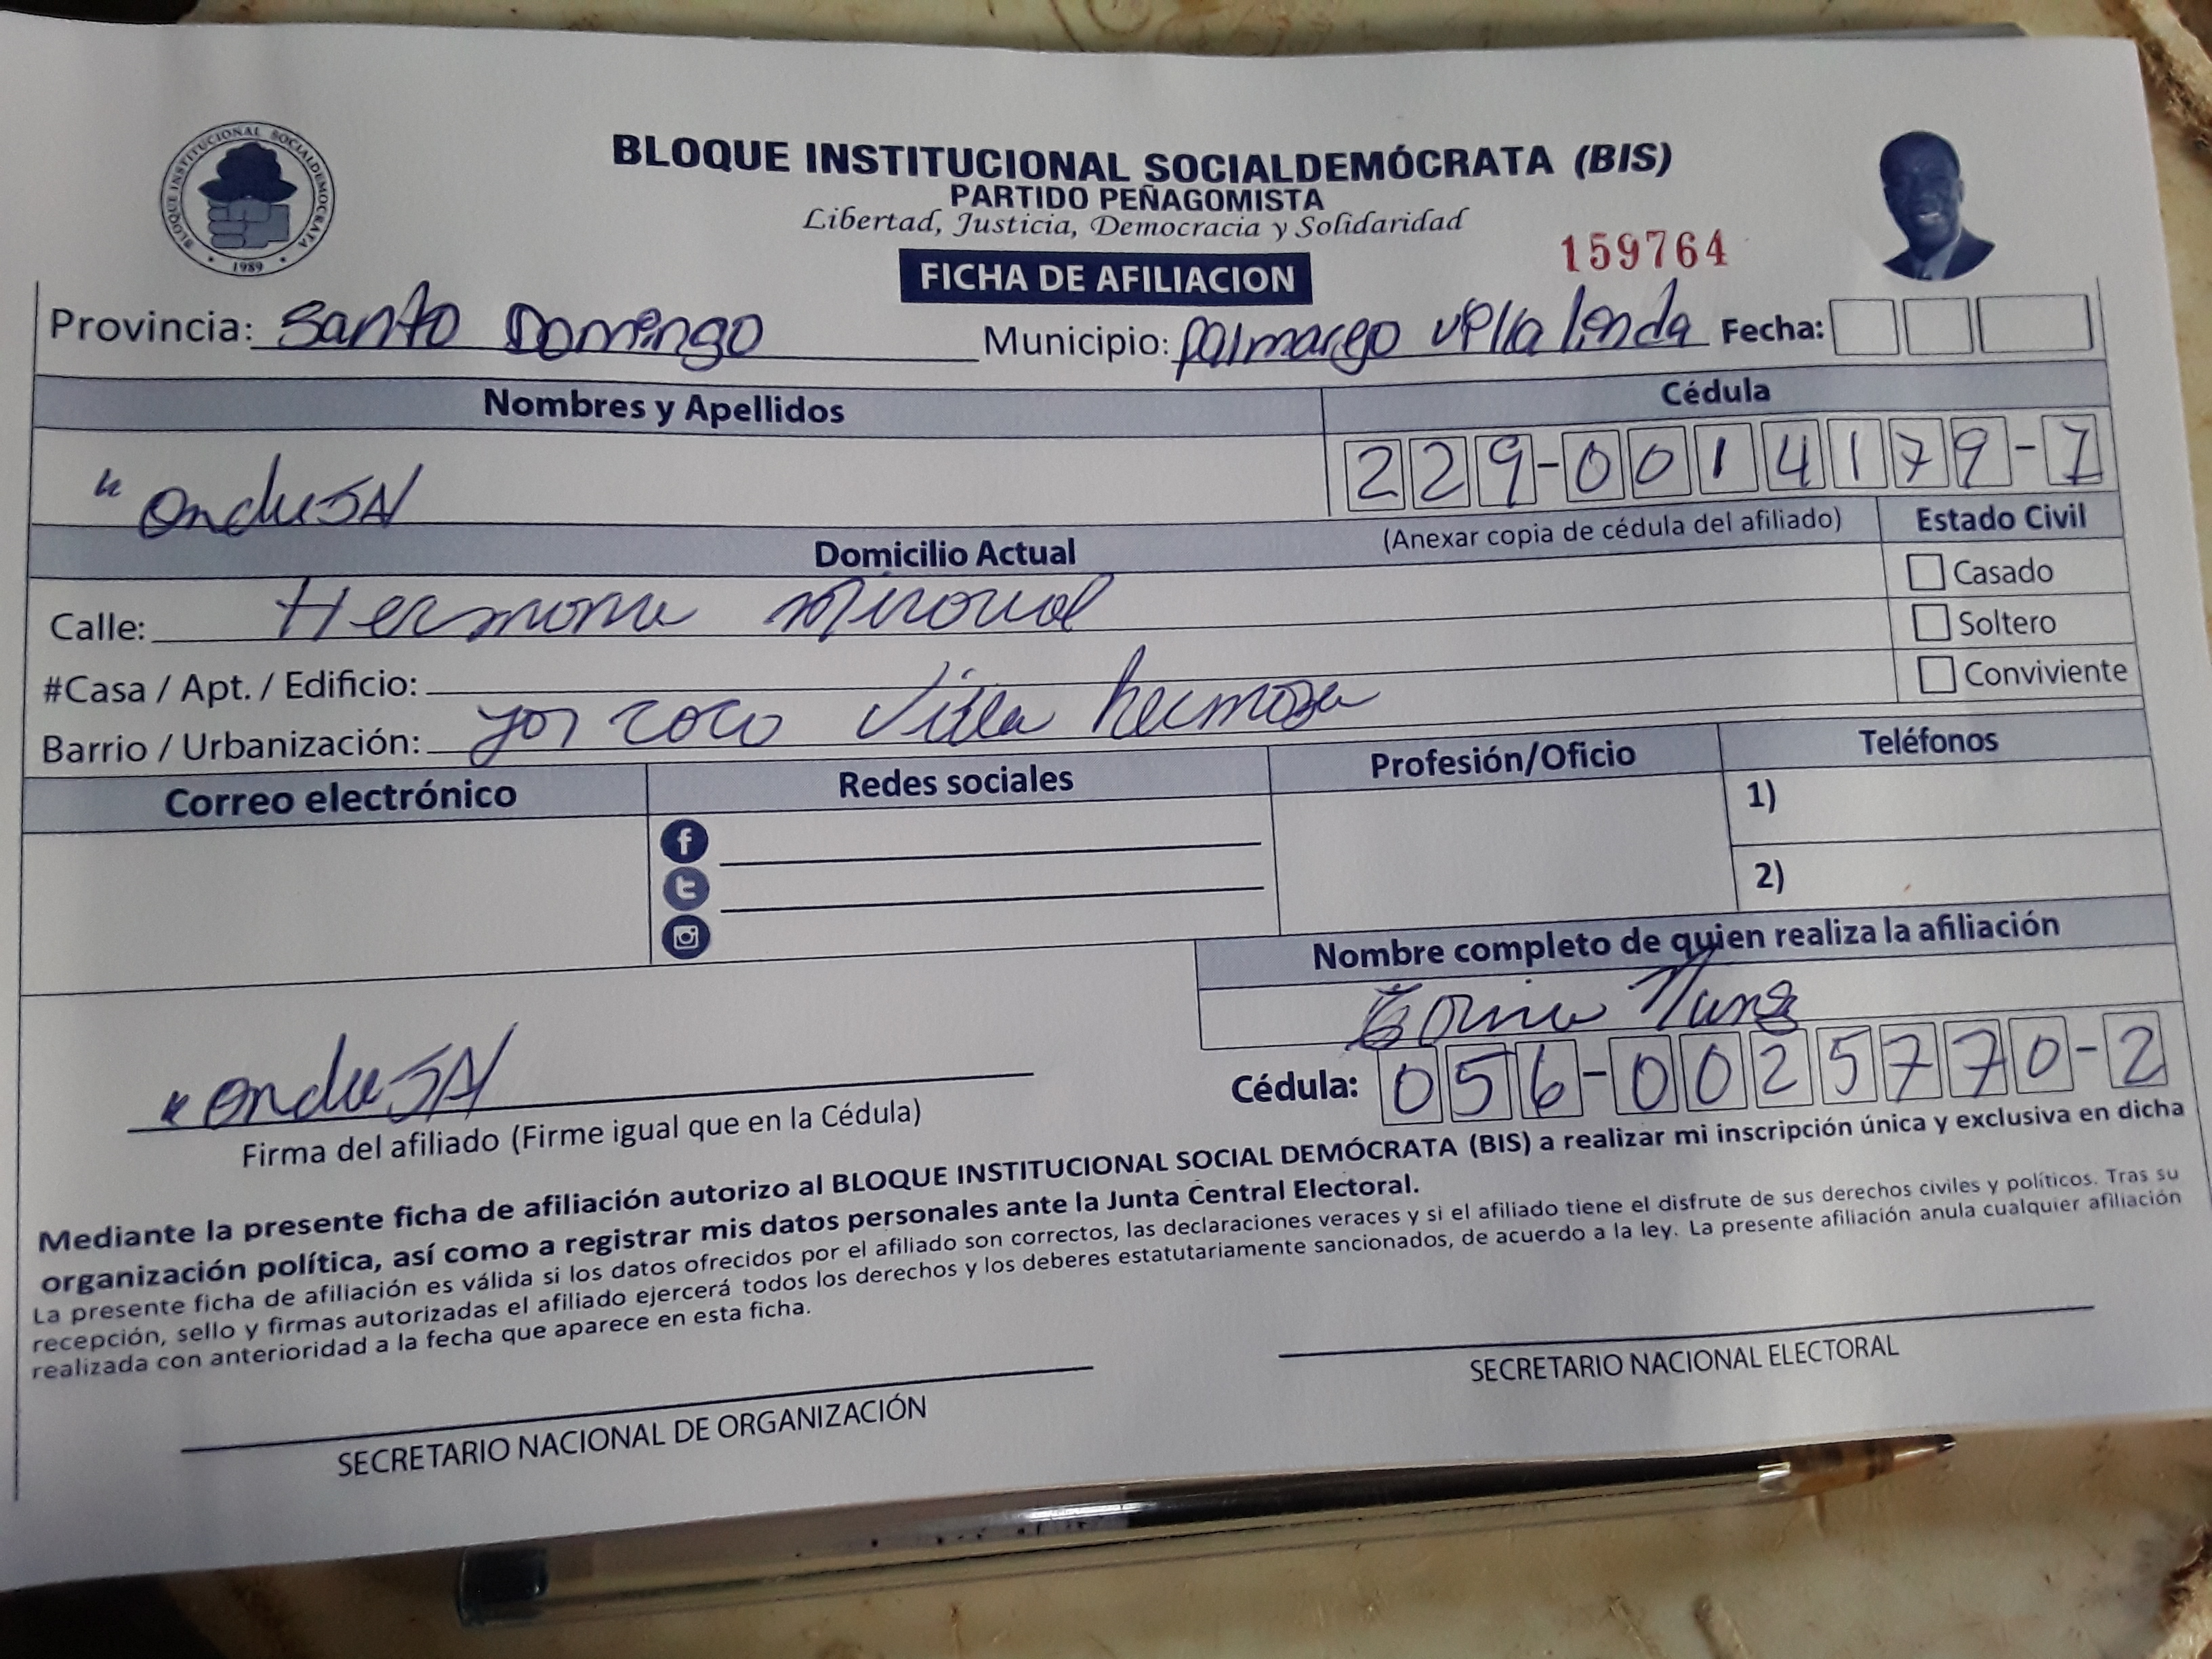 BLOQUE INSTITUCIONAL SOCIALDEMOCRATA
1989
BLOQUE INSTITUCIONAL SOCIALDEMÓCRATA (BIS)
PARTIDO PEÑAGOMISTA
Libertad, Justicia, Democracia y Solidaridad
FICHA DE AFILIACION
159764
Provincia: Santo Domingo Municipio: Fecha:
Nombres y Apellidos Cédula
229-0014179-7
Domicilio Actual (Anexar copia de cédula del afiliado) Estado Civil
Calle: Casado
Soltero
#Casa / Apt. / Edificio: Conviviente
Barrio / Urbanización: Villa hermosa
Correo electrónico Redes sociales Profesión/Oficio Teléfonos
1)
2)
Nombre completo de quien realiza la afiliación
Cédula: 056-0025770-2
Firma del afiliado (Firme igual que en la Cédula)
Mediante la presente ficha de afiliación autorizo al BLOQUE INSTITUCIONAL SOCIAL DEMÓCRATA (BIS) a realizar mi inscripción única y exclusiva en dicha
organización política, así como a registrar mis datos personales ante la Junta Central Electoral.
La presente ficha de afiliación es válida si los datos ofrecidos por el afiliado son correctos, las declaraciones veraces y si el afiliado tiene el disfrute de sus derechos civiles y políticos. Tras su
recepción, sello y firmas autorizadas el afiliado ejercerá todos los derechos y los deberes estatutariamente sancionados, de acuerdo a la ley. La presente afiliación anula cualquier afiliación
realizada con anterioridad a la fecha que aparece en esta ficha.
SECRETARIO NACIONAL DE ORGANIZACIÓN
SECRETARIO NACIONAL ELECTORAL